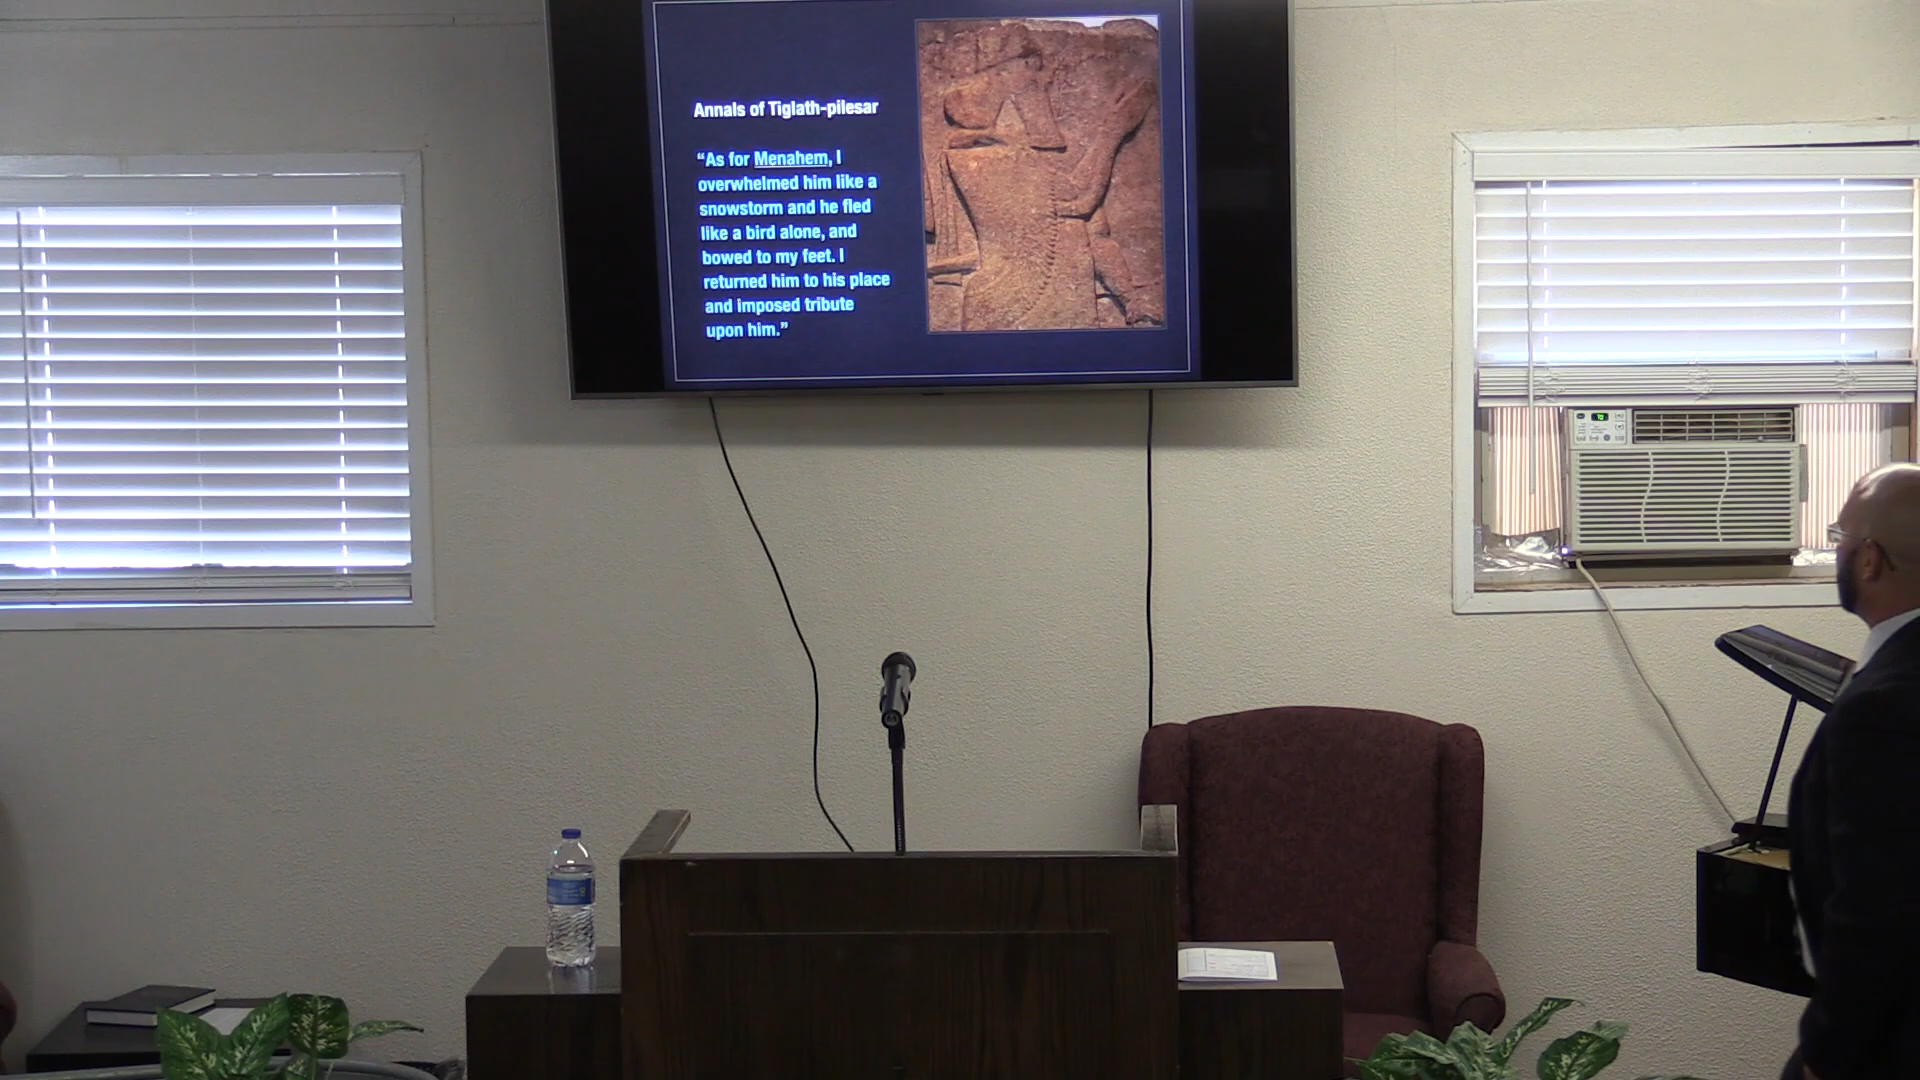 Annals of Tiglath-pilesar
“As for Menahem, I
overwhelmed him like a
snowstorm and he fled
like a bird alone, and
bowed to my feet. I
returned him to his place
and imposed tribute
upon him.”